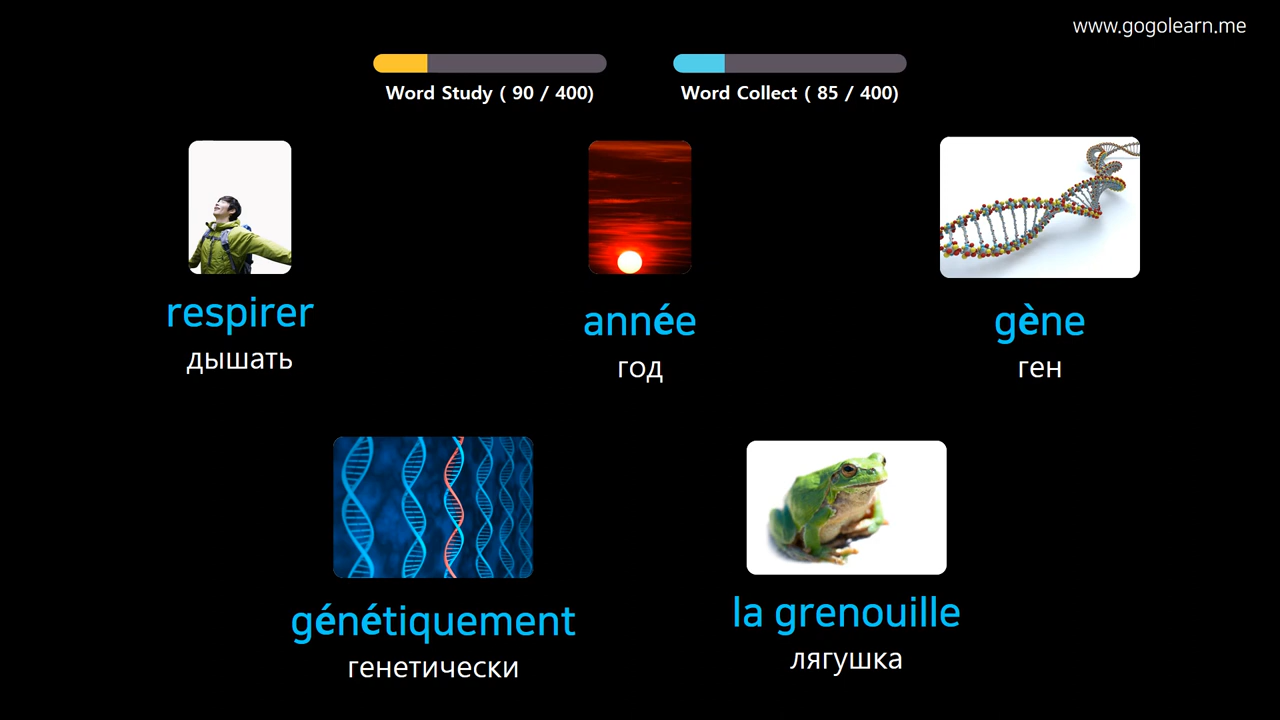 www.gogolearn.me
Word Study ( 90 / 400)
Word Collect ( 85 / 400)
respirer
дышать
année
год
gène
ген
génétiquement
генетически
la grenouille
лягушка